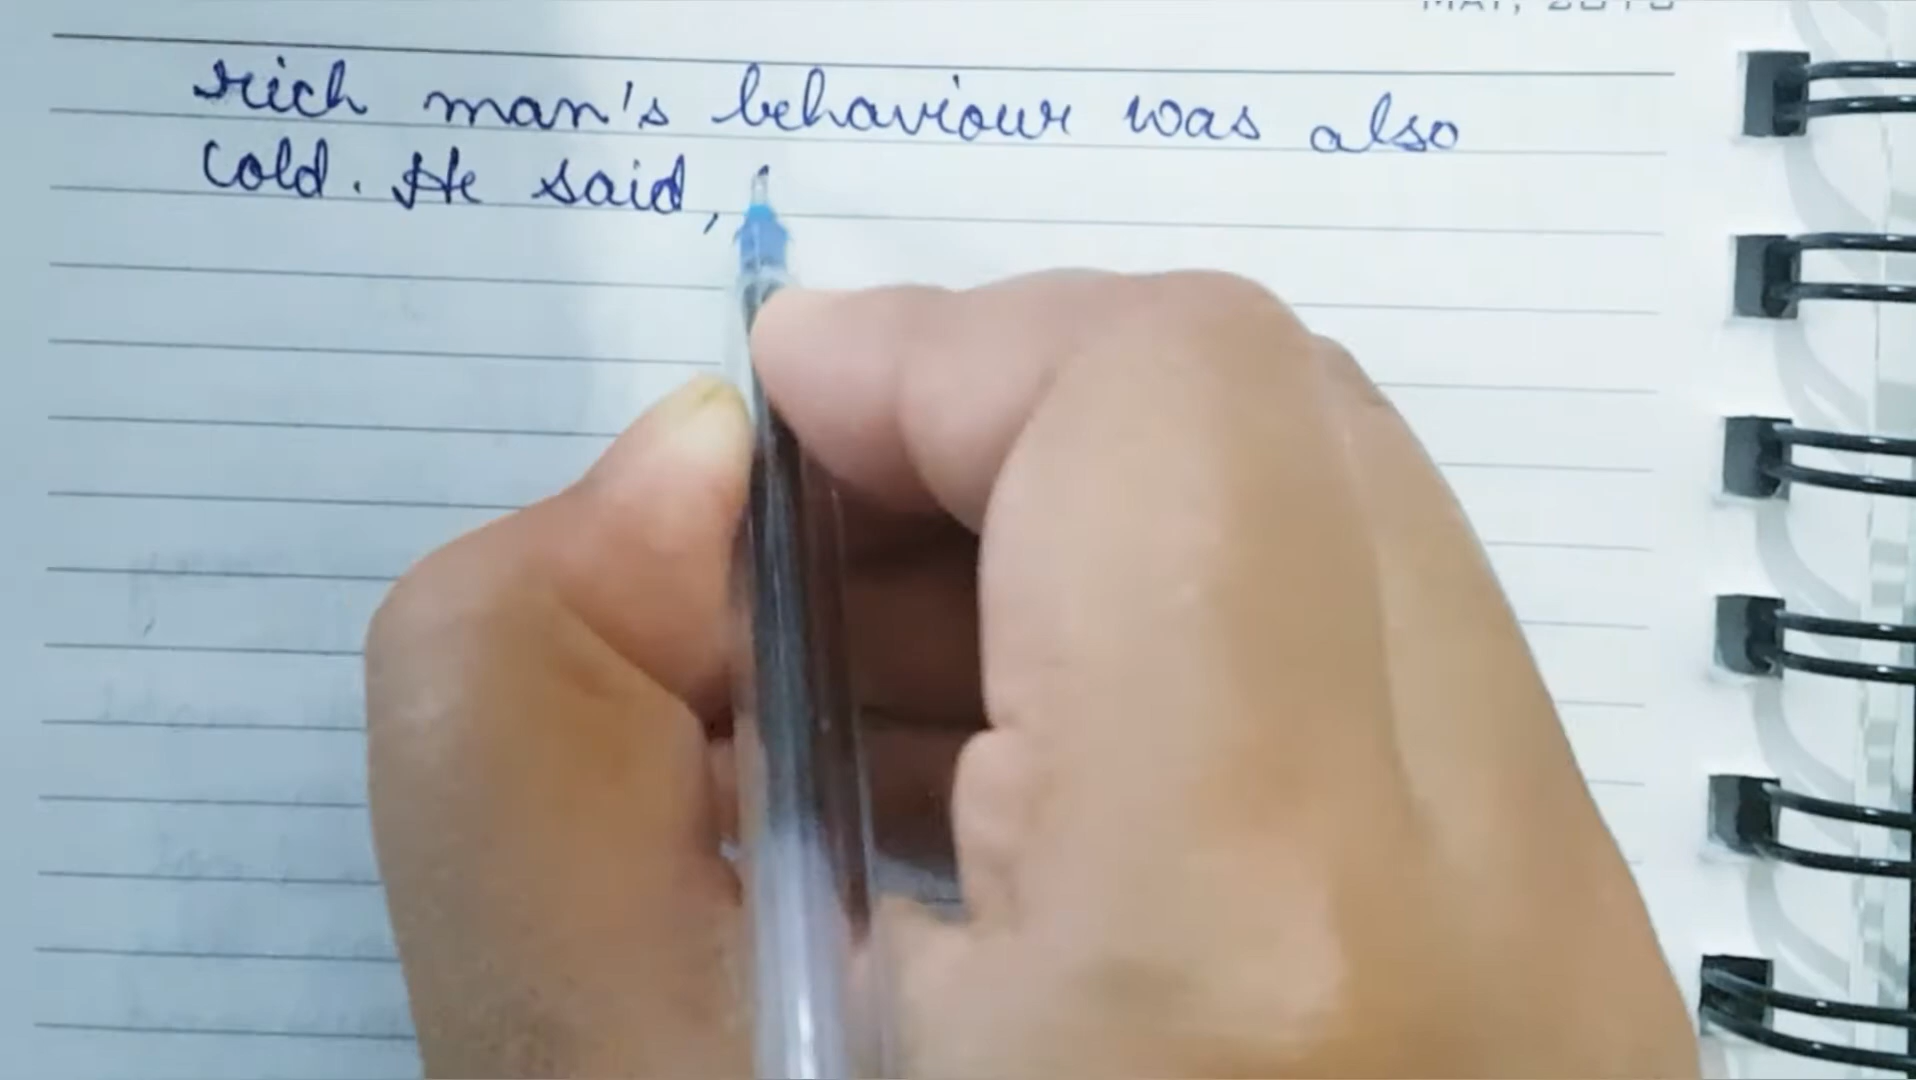 rich man's behaviour was also
cold. He said,